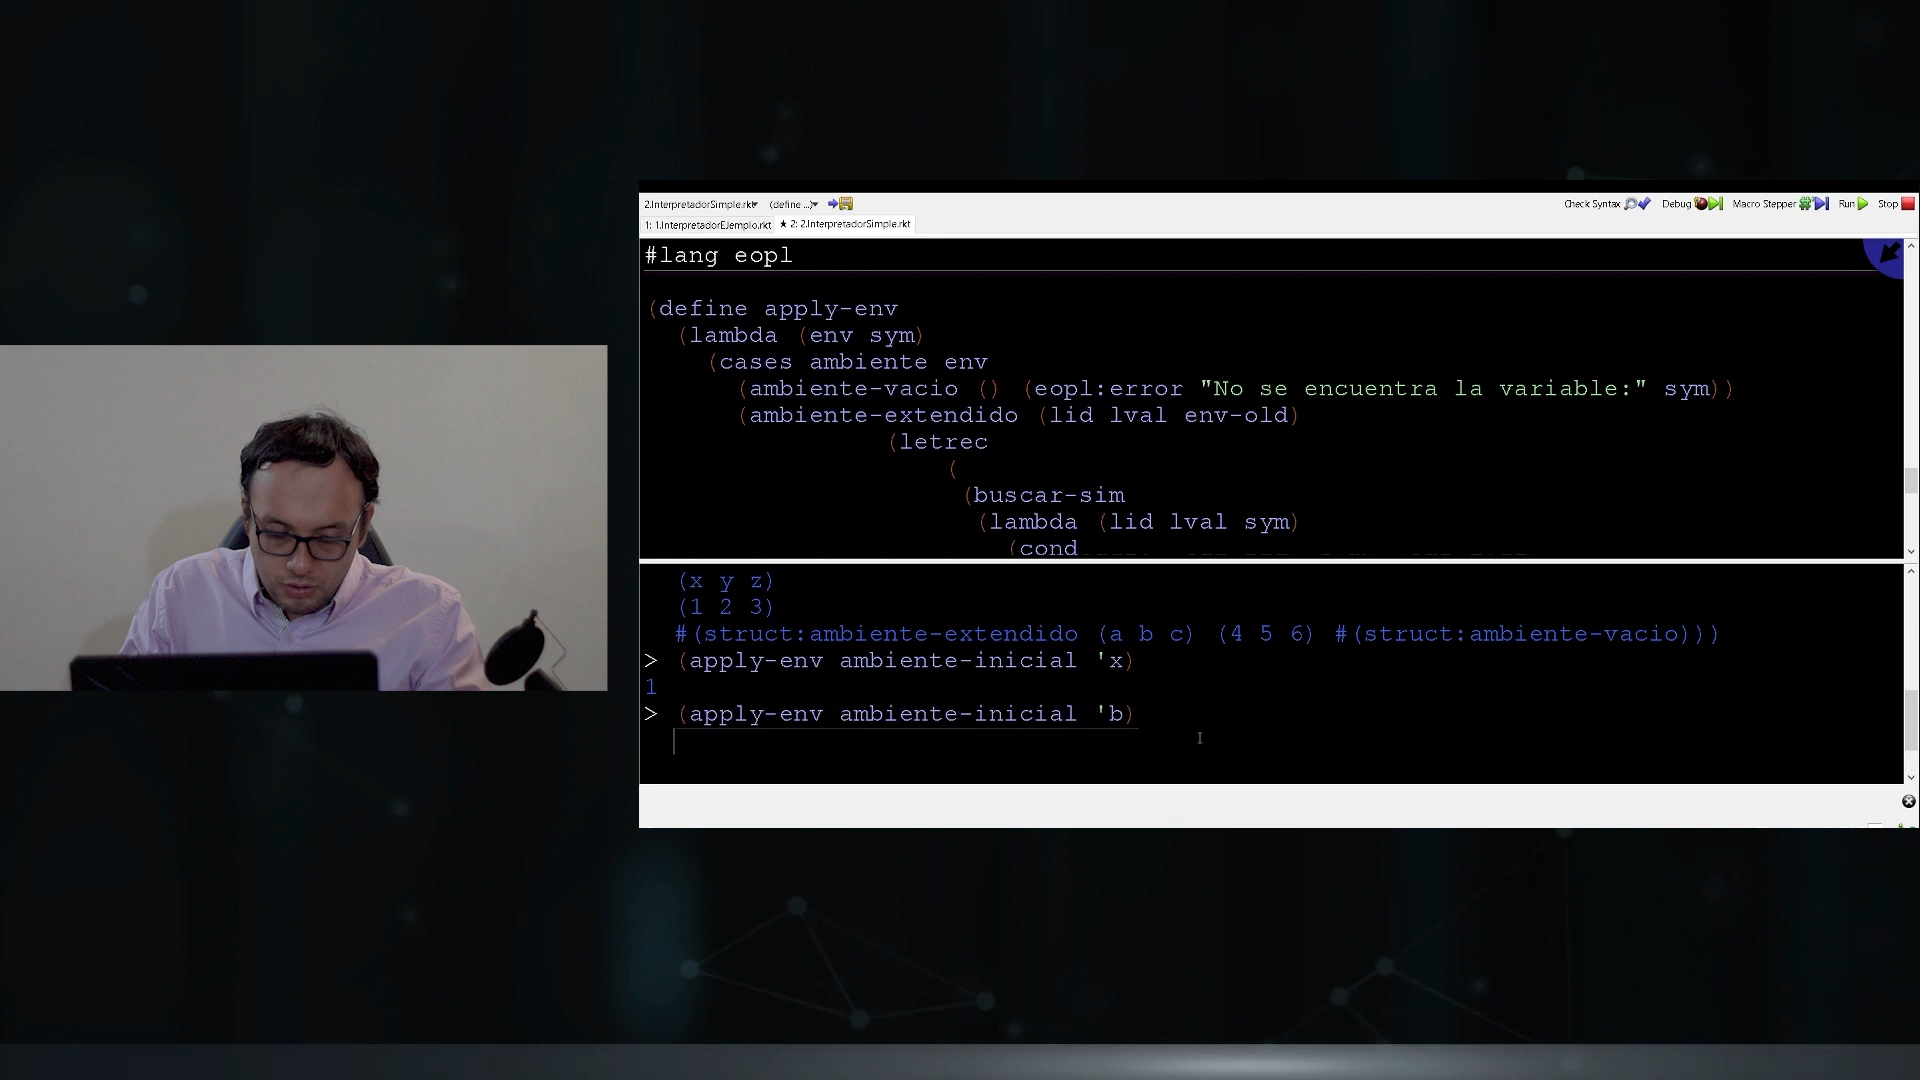 2.InterpretadorSimple.rkt (define ...) Check Syntax Debug Macro Stepper Run Stop
1: 1.InterpretadorEJemplo.rkt 2: 2.InterpretadorSimple.rkt
#lang eopl
(define apply-env
(lambda (env sym)
(cases ambiente env
(ambiente-vacio () (eopl:error "No se encuentra la variable:" sym))
(ambiente-extendido (lid lval env-old)
(letrec
(
(buscar-sim
(lambda (lid lval sym)
(cond
(x y z)
(1 2 3)
#(struct:ambiente-extendido (a b c) (4 5 6) #(struct:ambiente-vacio)))
> (apply-env ambiente-inicial 'x)
1
> (apply-env ambiente-inicial 'b)